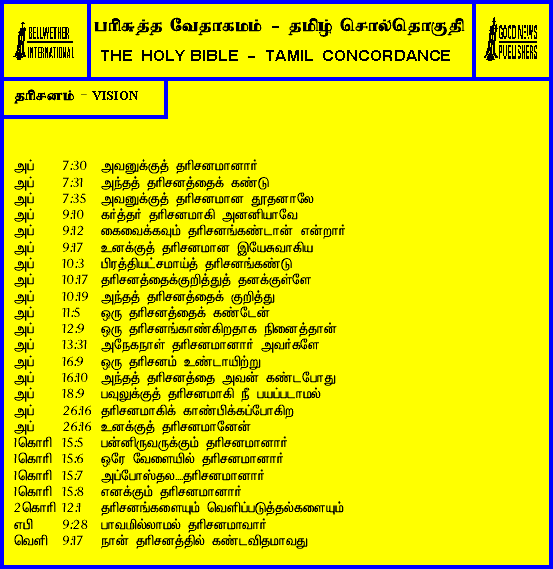 BELLWETHER INTERNATIONAL
பரிசுத்த வேதாகமம் - தமிழ் சொல்தொகுதி
THE HOLY BIBLE - TAMIL CONCORDANCE
GOOD NEWS PUBLISHERS
தரிசனம் - VISION
அப் 7:30 அவனுக்குத் தரிசனமானார்
அப் 7:31 அந்தத் தரிசனத்தைக் கண்டு
அப் 7:35 அவனுக்குத் தரிசனமான தூதனாலே
அப் 9:10 கர்த்தர் தரிசனமாகி அனனியாவே
அப் 9:12 கைவைக்கவும் தரிசனங்கண்டான் என்றார்
அப் 9:17 உனக்குத் தரிசனமான இயேசுவாகிய
அப் 10:3 பிரத்தியட்சமாய்த் தரிசனங்கண்டு
அப் 10:17 தரிசனத்தைக்குறித்துத் தனக்குள்ளே
அப் 10:19 அந்தத் தரிசனத்தைக் குறித்து
அப் 11:5 ஒரு தரிசனத்தைக் கண்டேன்
அப் 12:9 ஒரு தரிசனங்காண்கிறதாக நினைத்தான்
அப் 13:31 அநேகநாள் தரிசனமானார் அவர்களே
அப் 16:9 ஒரு தரிசனம் உண்டாயிற்று
அப் 16:10 அந்தத் தரிசனத்தை அவன் கண்டபோது
அப் 18:9 பவுலுக்குத் தரிசனமாகி நீ பயப்படாமல்
அப் 26:16 தரிசனமாகிக் காண்பிக்கப்போகிற
அப் 26:16 உனக்குத் தரிசனமானேன்
1கொரி 15:5 பன்னிருவருக்கும் தரிசனமானார்
1கொரி 15:6 ஒரே வேளையில் தரிசனமானார்
1கொரி 15:7 அப்போஸ்தல...தரிசனமானார்
1கொரி 15:8 எனக்கும் தரிசனமானார்
2கொரி 12:1 தரிசனங்களையும் வெளிப்படுத்தல்களையும்
எபி 9:28 பாவமில்லாமல் தரிசனமாவார்
வெளி 9:17 நான் தரிசனத்தில் கண்டவிதமாவது